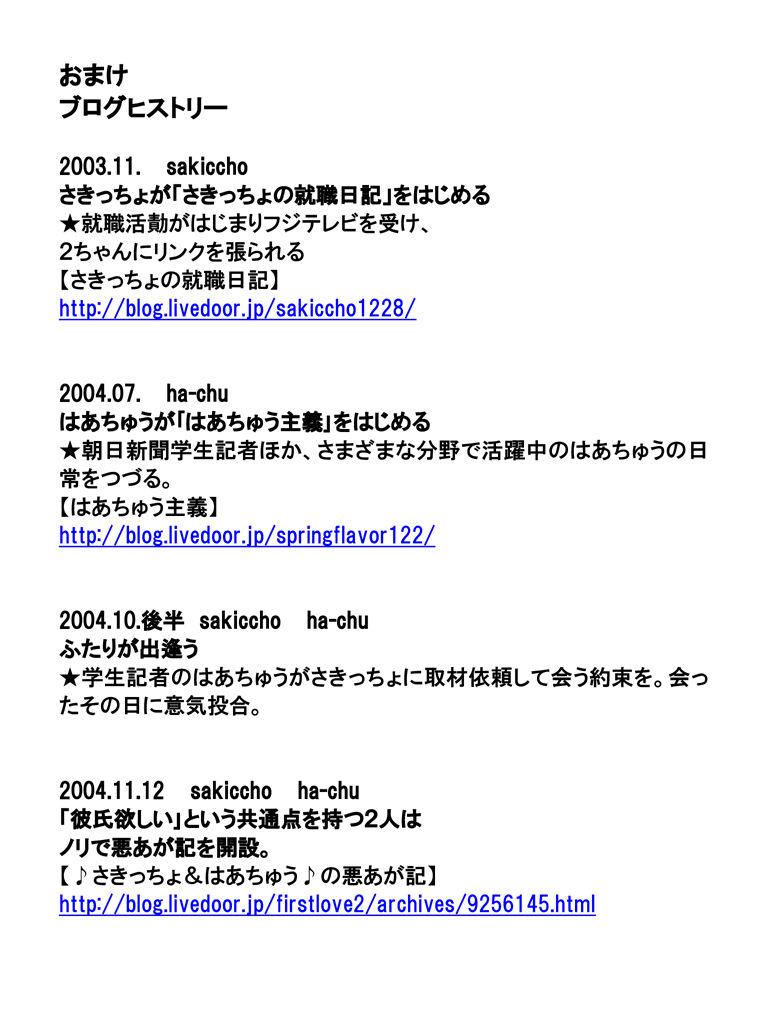 おまけ
ブログヒストリー
2003.11.　sakiccho
さきっちょが「さきっちょの就職日記」をはじめる
★就職活動がはじまりフジテレビを受け、
２ちゃんにリンクを張られる
【さきっちょの就職日記】
http://blog.livedoor.jp/sakiccho1228/
2004.07.　ha-chu
はあちゅうが「はあちゅう主義」をはじめる
★朝日新聞学生記者ほか、さまざまな分野で活躍中のはあちゅうの日
常をつづる。
【はあちゅう主義】
http://blog.livedoor.jp/springflavor122/
2004.10.後半　sakiccho　ha-chu
ふたりが出逢う
★学生記者のはあちゅうがさきっちょに取材依頼して会う約束を。会っ
たその日に意気投合。
2004.11.12　sakiccho　ha-chu
「彼氏欲しい」という共通点を持つ２人は
ノリで悪あが記を開設。
【♪さきっちょ＆はあちゅう♪の悪あが記】
http://blog.livedoor.jp/firstlove2/archives/9256145.html